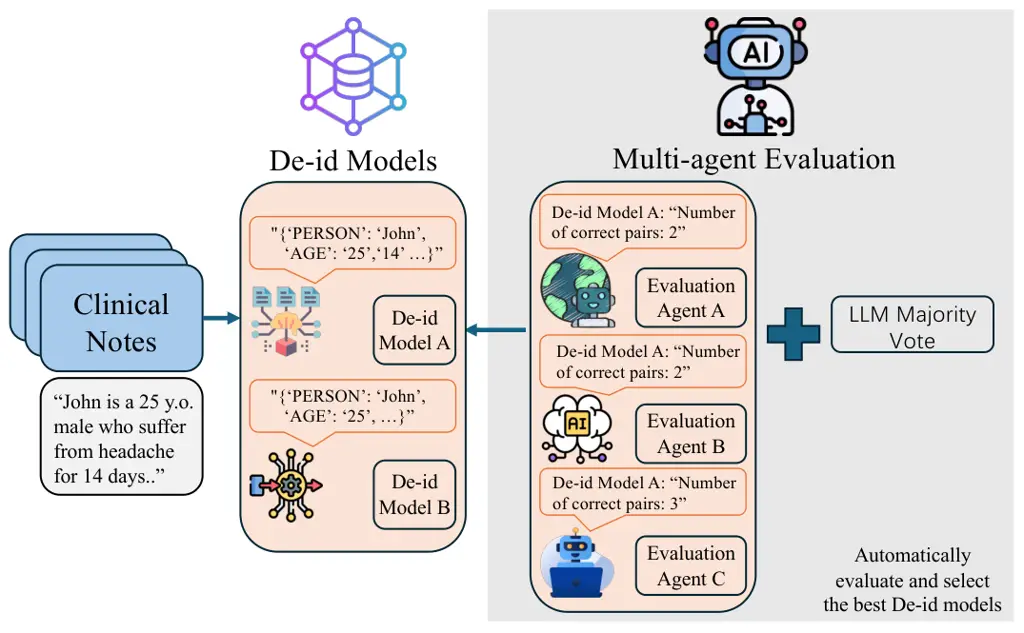 AI
De-id Models
Multi-agent Evaluation
Clinical
Notes
“John is a 25 y.o.
male who suffer
from headache
for 14 days..”
"{‘PERSON’: ‘John’,
‘AGE’: ‘25’,‘14’ …}”
De-id
Model A
"{‘PERSON’: ‘John’,
‘AGE’: ‘25’, …}”
De-id
Model B
De-id Model A: “Number
of correct pairs: 2”
Evaluation
Agent A
De-id Model A: “Number
of correct pairs: 2”
AI
Evaluation
Agent B
De-id Model A: “Number
of correct pairs: 3”
Evaluation
Agent C
LLM Majority
Vote
Automatically
evaluate and select
the best De-id models